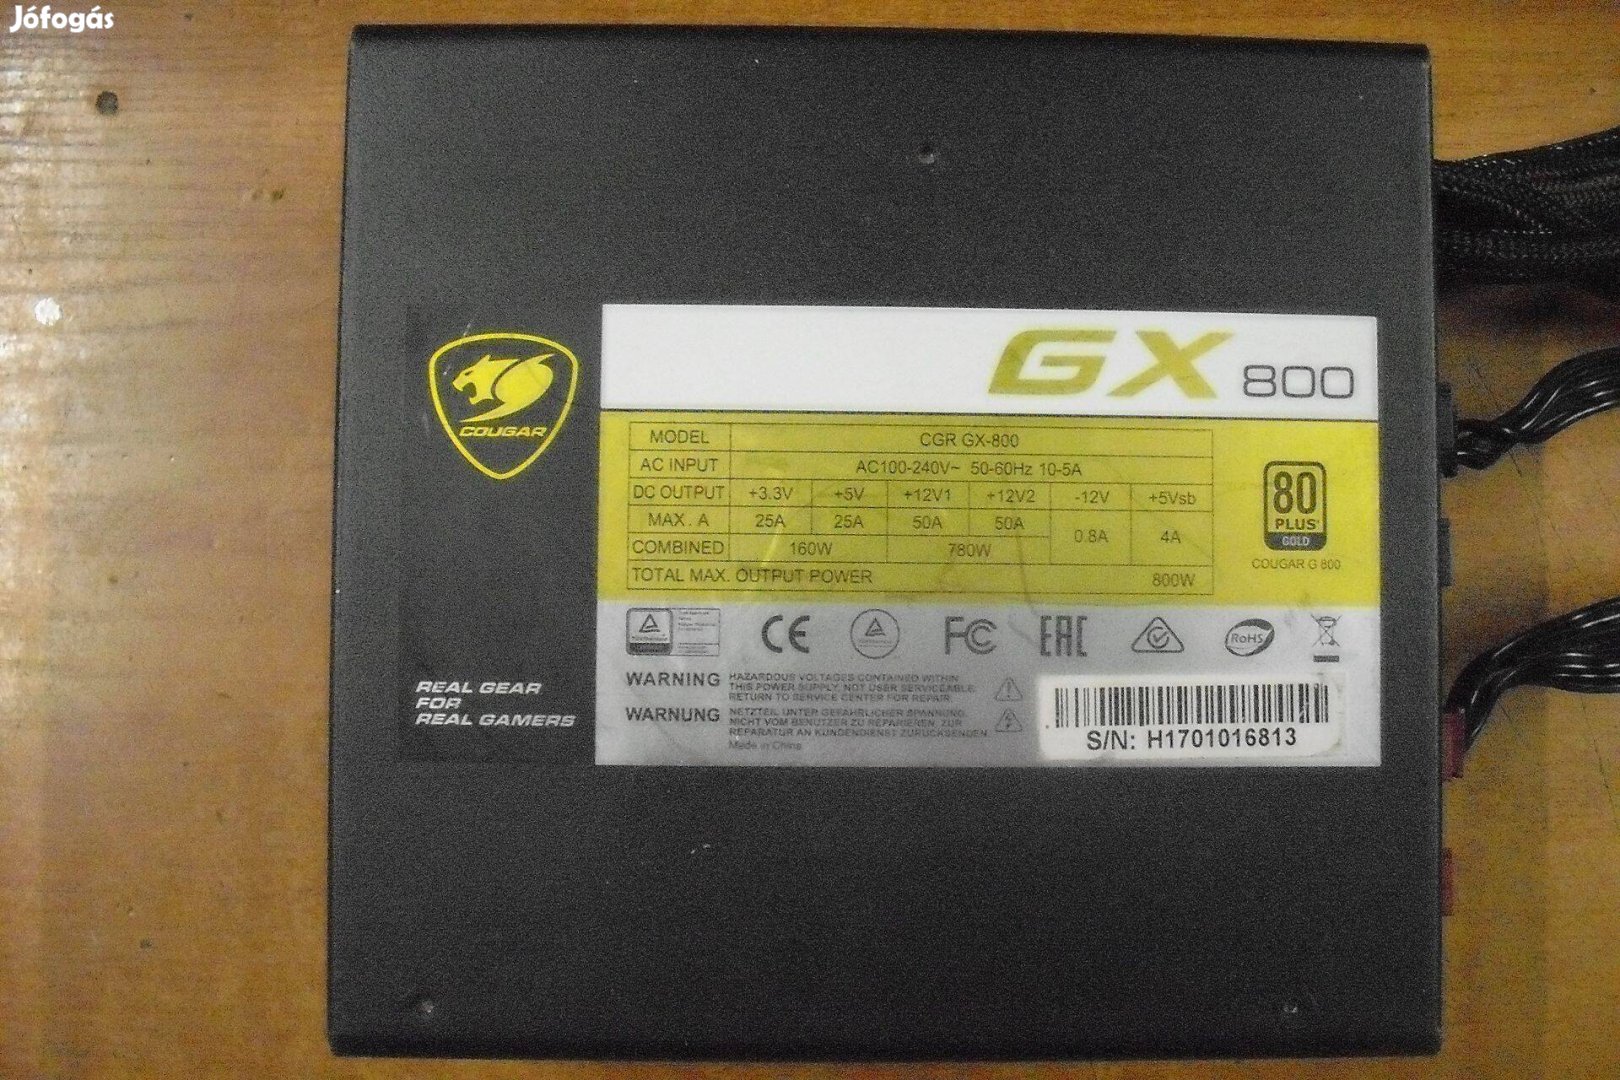 Jófogás
GX 800
COUGAR
MODEL CGR GX-800
AC INPUT AC100-240V~ 50-60Hz 10-5A
DC OUTPUT +3.3V +5V +12V1 +12V2 -12V +5Vsb
MAX. A 25A 25A 50A 50A 0.8A 4A
COMBINED 160W 780W
TOTAL MAX. OUTPUT POWER 800W
80
PLUS
GOLD
COUGAR G 800
CE FC EAC RoHS
WARNING HAZARDOUS VOLTAGES CONTAINED WITHIN
THIS POWER SUPPLY, NOT USER SERVICEABLE.
RETURN TO SERVICE CENTER FOR REPAIR.
WARNUNG NETZTEIL UNTER GEFÄHRLICHER SPANNUNG,
NICHT VOM BENUTZER ZU REPARIEREN. ZUR
REPARATUR AN KUNDENDIENST ZURÜCKSENDEN.
Made in China
S/N: H1701016813
REAL GEAR
FOR
REAL GAMERS